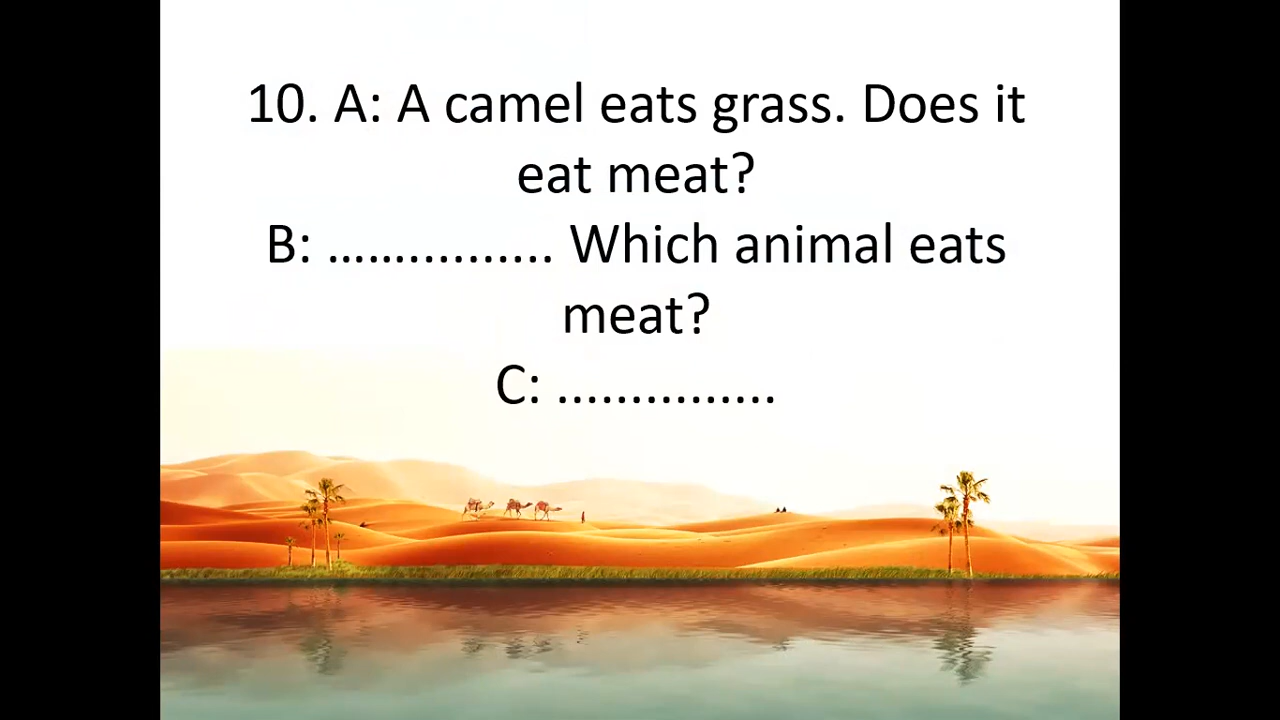 10. A: A camel eats grass. Does it
eat meat?
B: ……......... Which animal eats
meat?
C: ...............